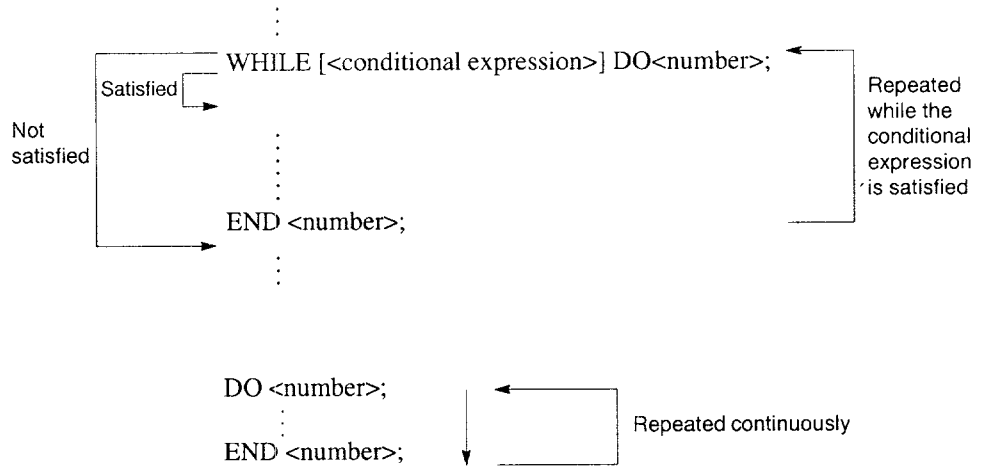 WHILE [<conditional expression>] DO<number>;
Satisfied
Not
satisfied
Repeated
while the
conditional
expression
is satisfied
END <number>;
DO <number>;
Repeated continuously
END <number>;